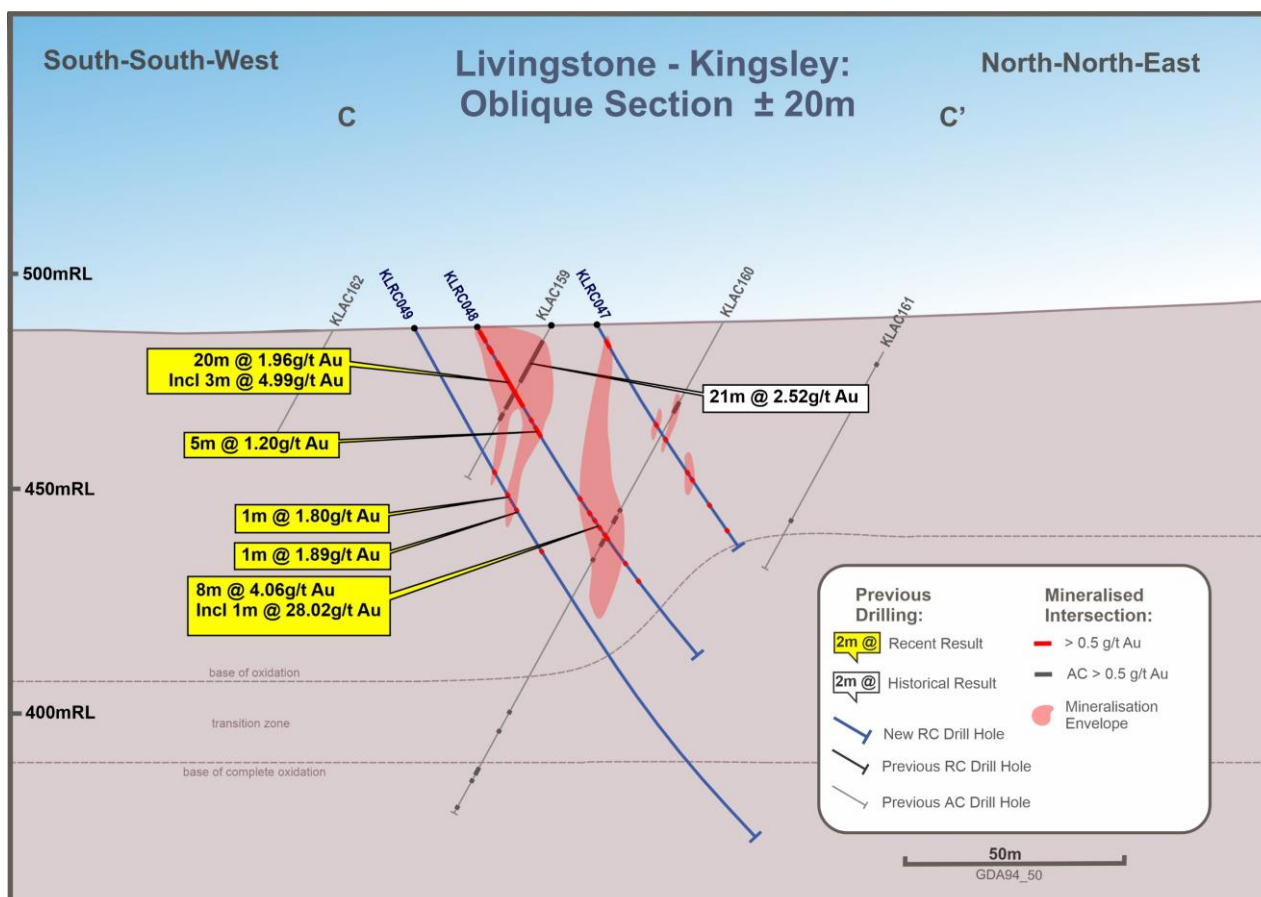 South-South-West
Livingstone - Kingsley:
Oblique Section ± 20m
North-North-East
C
C'
500mRL
450mRL
400mRL
KLAC162
KLRC049
KLRC048
KLAC159
KLRC047
KLAC160
KLAC161
20m @ 1.96g/t Au
Incl 3m @ 4.99g/t Au
21m @ 2.52g/t Au
5m @ 1.20g/t Au
1m @ 1.80g/t Au
1m @ 1.89g/t Au
8m @ 4.06g/t Au
Incl 1m @ 28.02g/t Au
base of oxidation
transition zone
base of complete oxidation
Previous
Drilling:
2m @
Recent Result
2m @
Historical Result
New RC Drill Hole
Previous RC Drill Hole
Previous AC Drill Hole
Mineralised
Intersection:
> 0.5 g/t Au
AC > 0.5 g/t Au
Mineralisation
Envelope
50m
GDA94_50